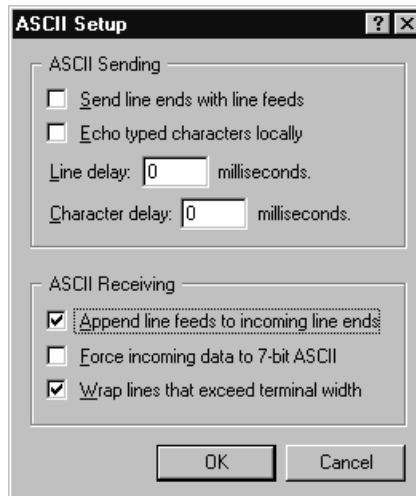 ASCII Setup
ASCII Sending
Send line ends with line feeds
Echo typed characters locally
Line delay: 0 milliseconds.
Character delay: 0 milliseconds.
ASCII Receiving
Append line feeds to incoming line ends
Force incoming data to 7-bit ASCII
Wrap lines that exceed terminal width
OK Cancel